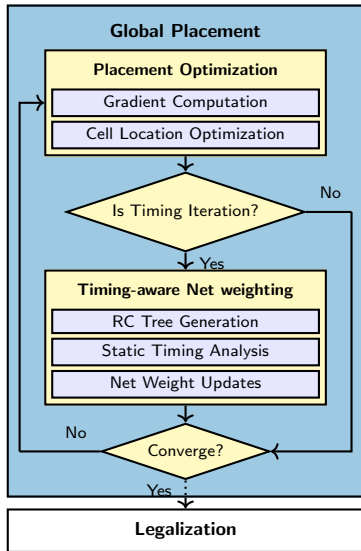 Global Placement
Placement Optimization
Gradient Computation
Cell Location Optimization
Is Timing Iteration?
No
Yes
Timing-aware Net weighting
RC Tree Generation
Static Timing Analysis
Net Weight Updates
No
Converge?
Yes
Legalization